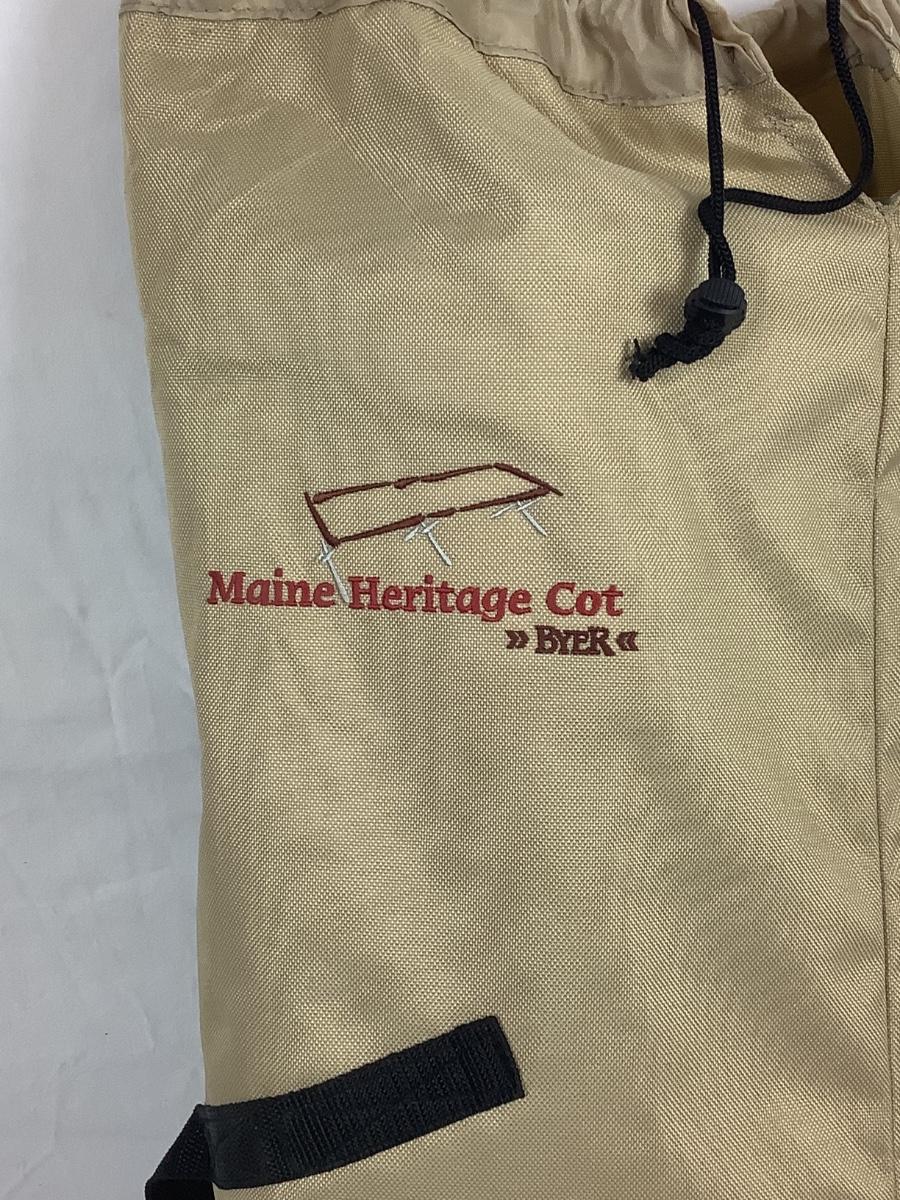 Maine Heritage Cot
» BYER «